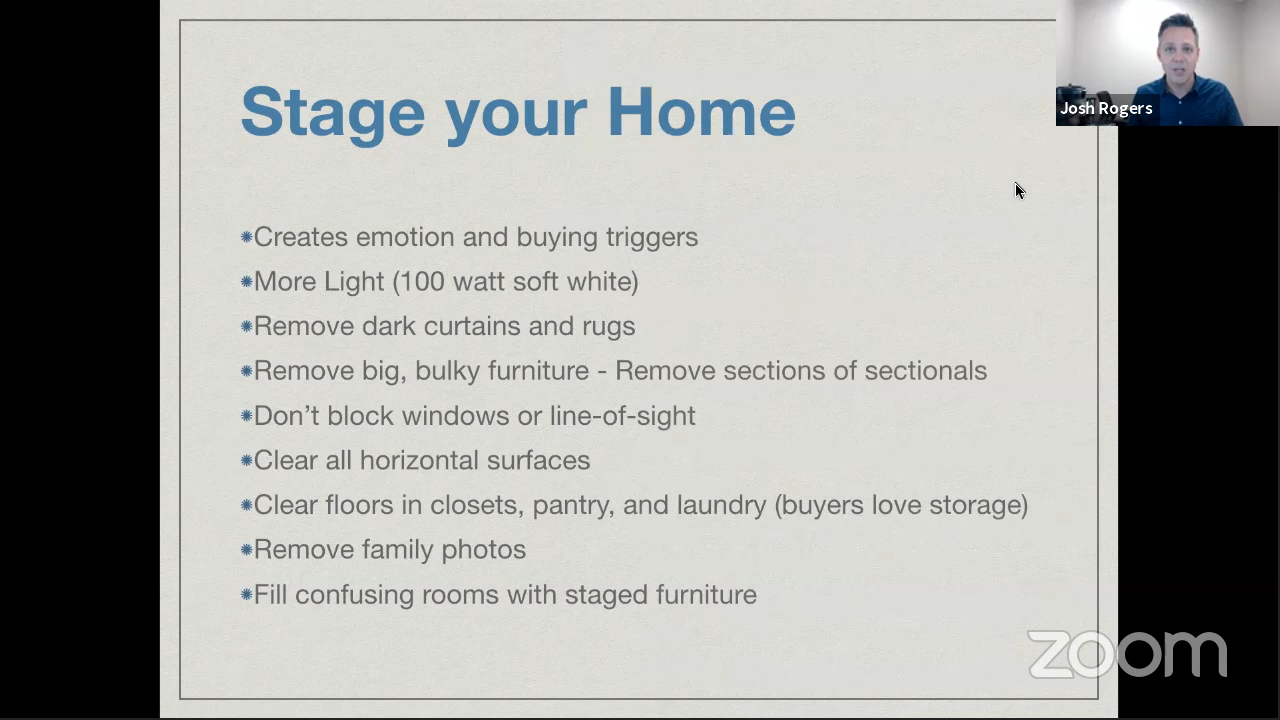 Stage your Home
Josh Rogers
Creates emotion and buying triggers
More Light (100 watt soft white)
Remove dark curtains and rugs
Remove big, bulky furniture - Remove sections of sectionals
Don’t block windows or line-of-sight
Clear all horizontal surfaces
Clear floors in closets, pantry, and laundry (buyers love storage)
Remove family photos
Fill confusing rooms with staged furniture
zoom